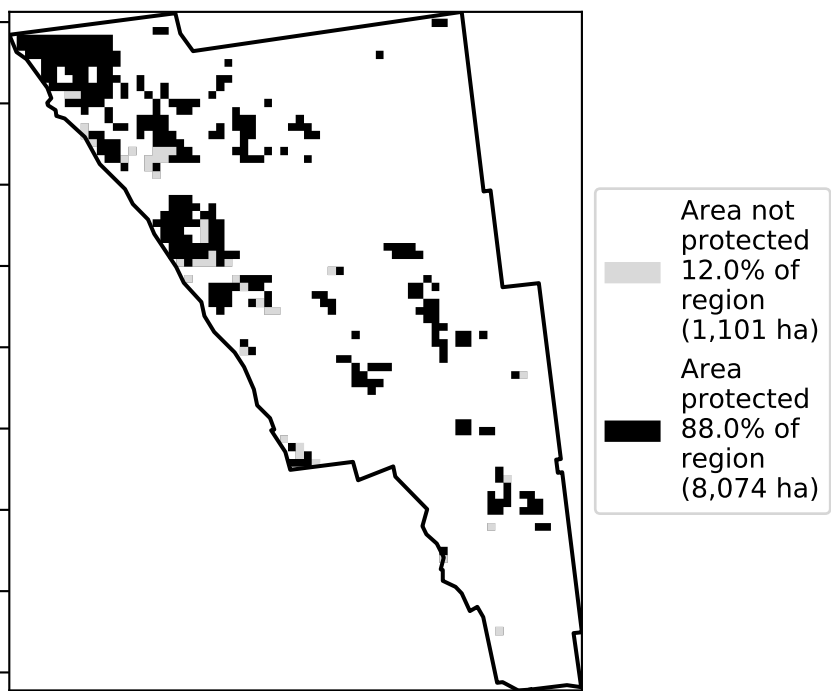 Area not
protected
12.0% of
region
(1,101 ha)
Area
protected
88.0% of
region
(8,074 ha)